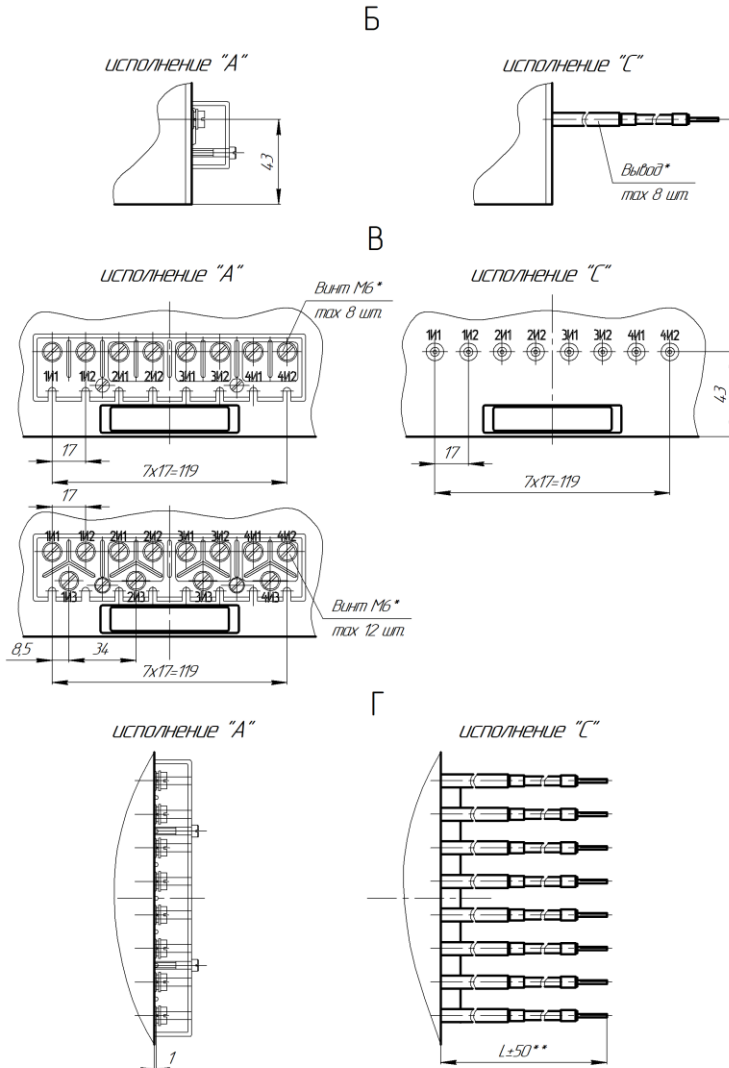 Б
исполнение "А"
исполнение "С"
43
Вывод*
max 8 шт.
В
исполнение "А"
исполнение "С"
Винт М6*
max 8 шт.
1И1 1И2 2И1 2И2 3И1 3И2 4И1 4И2
1И1 1И2 2И1 2И2 3И1 3И2 4И1 4И2
43
17
7х17=119
17
7х17=119
17
1И1 1И2 2И1 2И2 3И1 3И2 4И1 4И2
1И3 2И3 3И3 4И3
Винт М6*
max 12 шт.
8,5
34
7х17=119
Г
исполнение "А"
исполнение "С"
1
L±50**